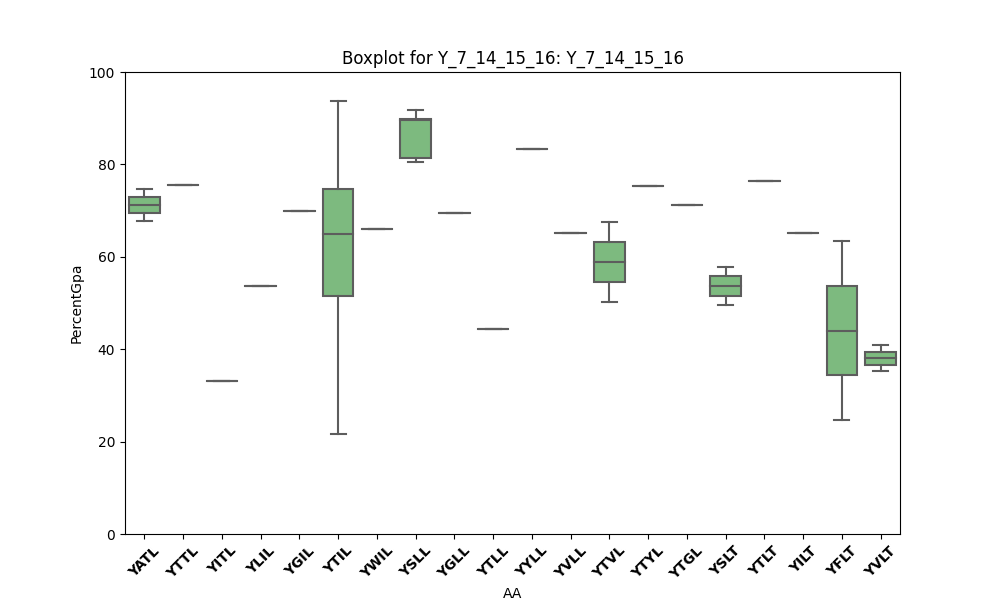 Boxplot for Y_7_14_15_16: Y_7_14_15_16
100
80
60
40
20
0
PercentGpa
YATL YTTL YITL YLIL YGIL YTIL YWIL YSLL YGLL YTLL YYLL YVLL YTVL YTYL YTGL YSLT YTLT YILT YFLT YVLT
AA